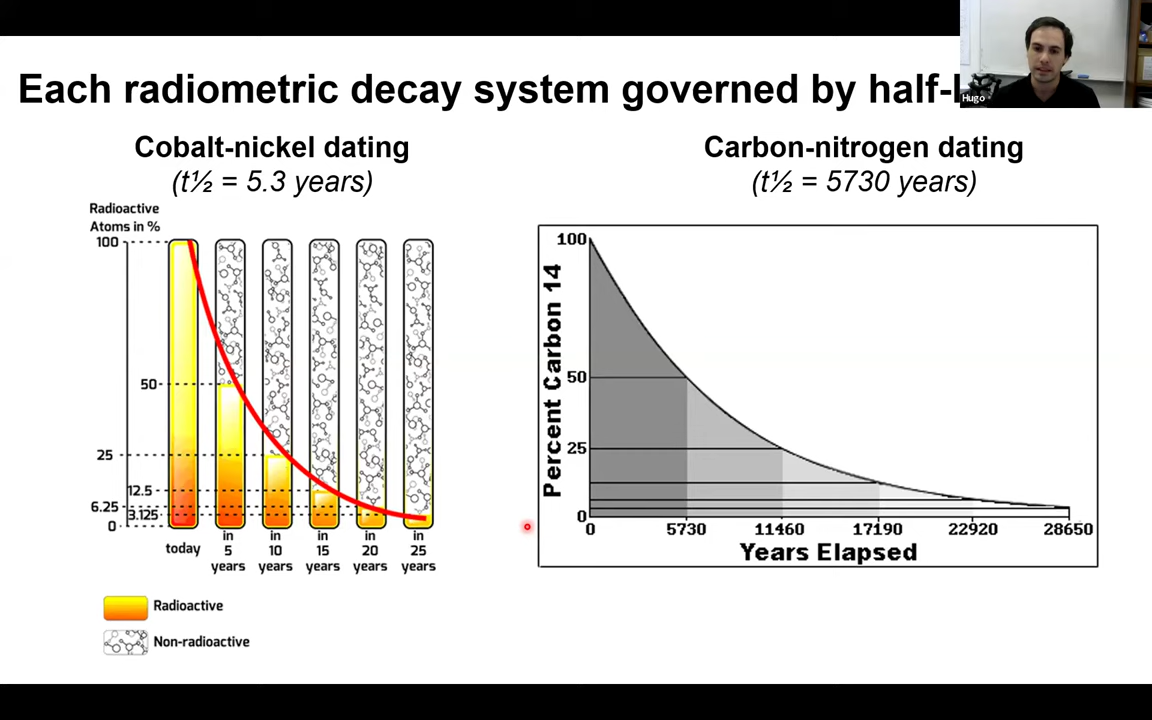 Each radiometric decay system governed by half-
Hugo
Cobalt-nickel dating
(t½ = 5.3 years)
Radioactive
Atoms in %
100
50
25
12.5
6.25
3.125
0
today
in
5
years
in
10
years
in
15
years
in
20
years
in
25
years
Radioactive
Non-radioactive
Carbon-nitrogen dating
(t½ = 5730 years)
Percent Carbon 14
100
50
25
0
0 5730 11460 17190 22920 28650
Years Elapsed